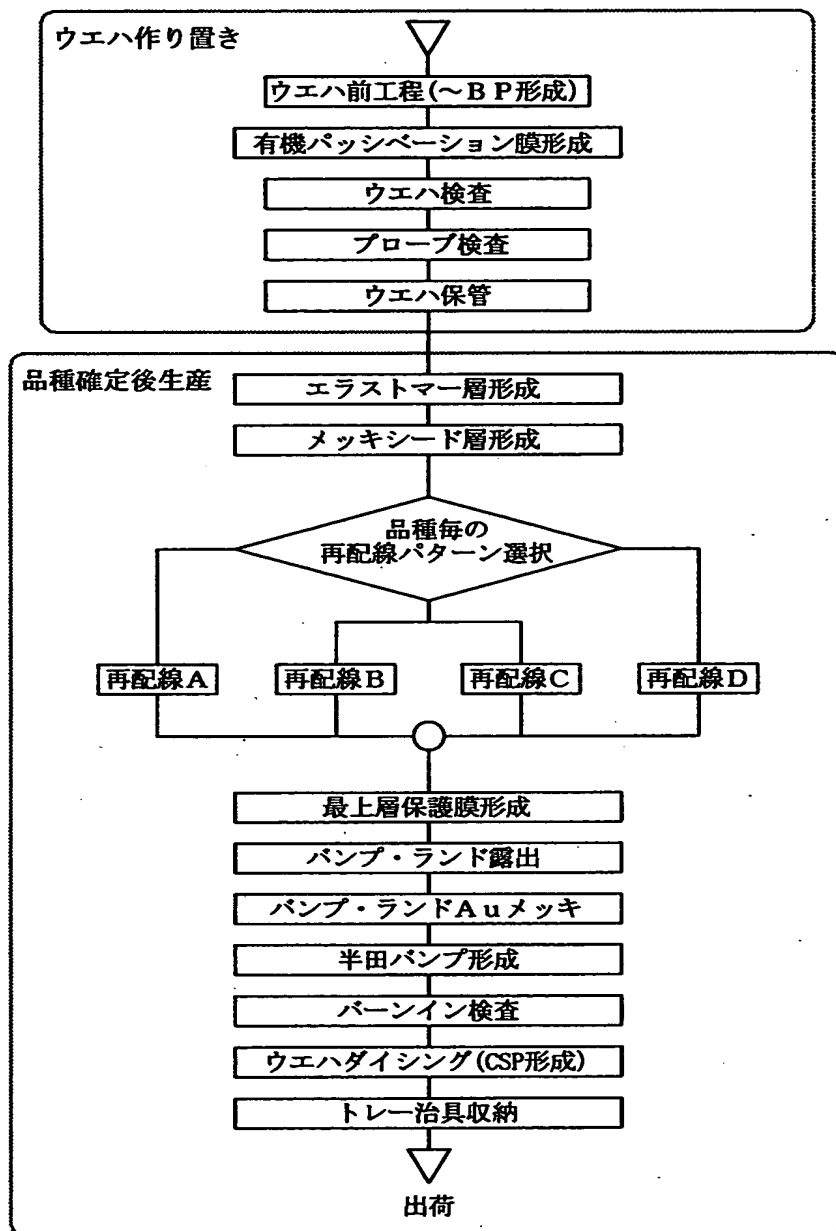 ウエハ作り置き
ウエハ前工程(～BP形成)
有機パッシベーション膜形成
ウエハ検査
プローブ検査
ウエハ保管
品種確定後生産
エラストマー層形成
メッキシード層形成
品種毎の
再配線パターン選択
再配線A
再配線B
再配線C
再配線D
最上層保護膜形成
バンプ・ランド露出
バンプ・ランドAuメッキ
半田バンプ形成
バーンイン検査
ウエハダイシング(CSP形成)
トレー治具収納
出荷